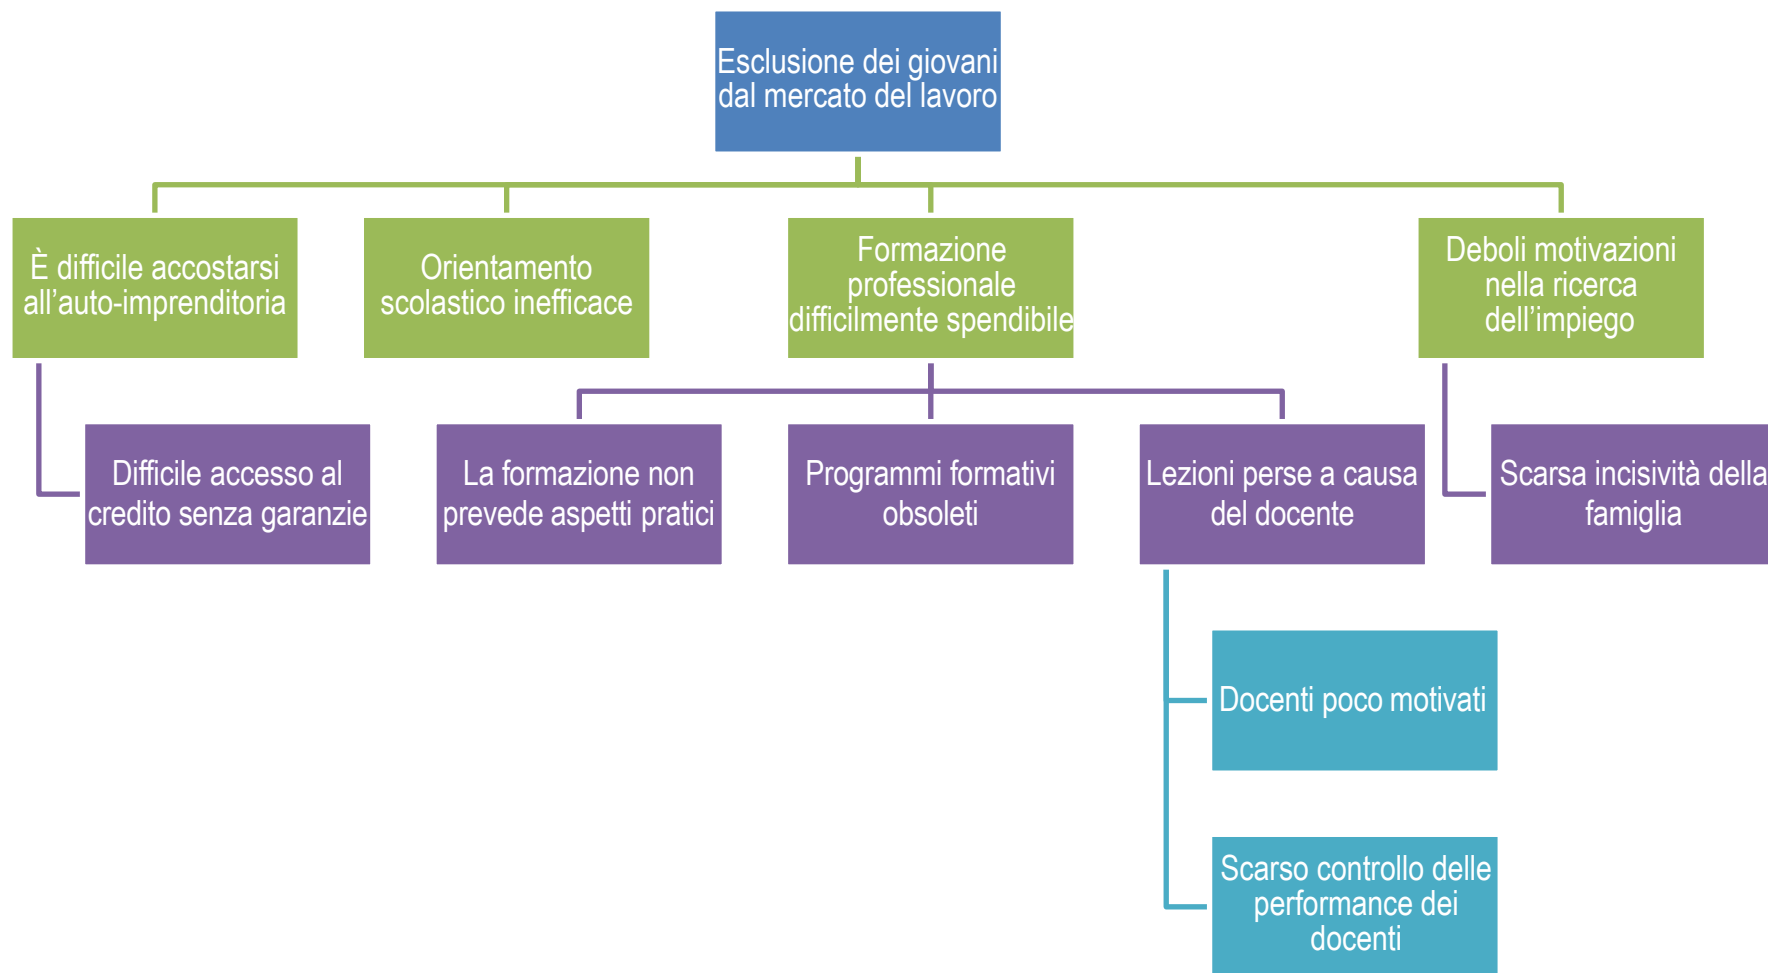 Esclusione dei giovani
dal mercato del lavoro
È difficile accostarsi
all’auto-imprenditoria
Orientamento
scolastico inefficace
Formazione
professionale
difficilmente spendibile
Deboli motivazioni
nella ricerca
dell’impiego
Difficile accesso al
credito senza garanzie
La formazione non
prevede aspetti pratici
Programmi formativi
obsoleti
Lezioni perse a causa
del docente
Scarsa incisività della
famiglia
Docenti poco motivati
Scarso controllo delle
performance dei
docenti